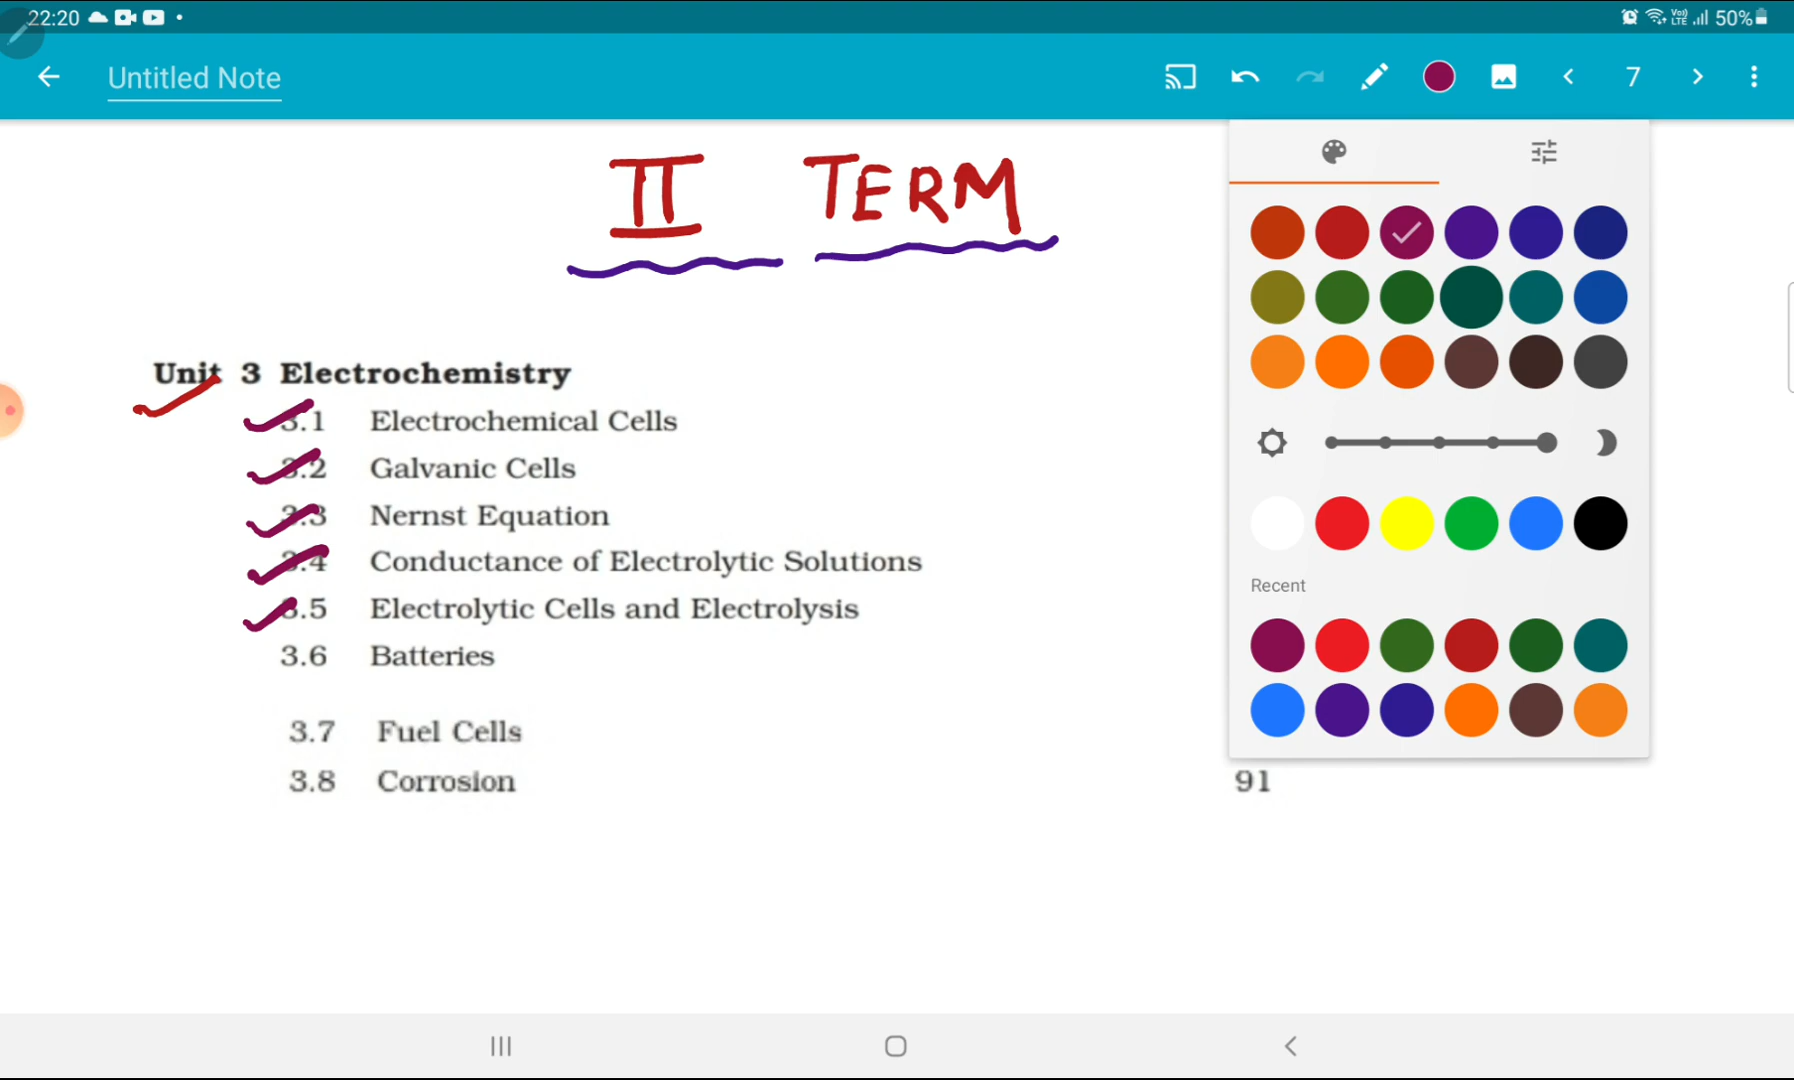 22:20
Vo)) LTE 50%
Untitled Note
7
II TERM
Unit 3 Electrochemistry
3.1 Electrochemical Cells
3.2 Galvanic Cells
3.3 Nernst Equation
3.4 Conductance of Electrolytic Solutions
3.5 Electrolytic Cells and Electrolysis
3.6 Batteries
3.7 Fuel Cells
3.8 Corrosion 91
Recent